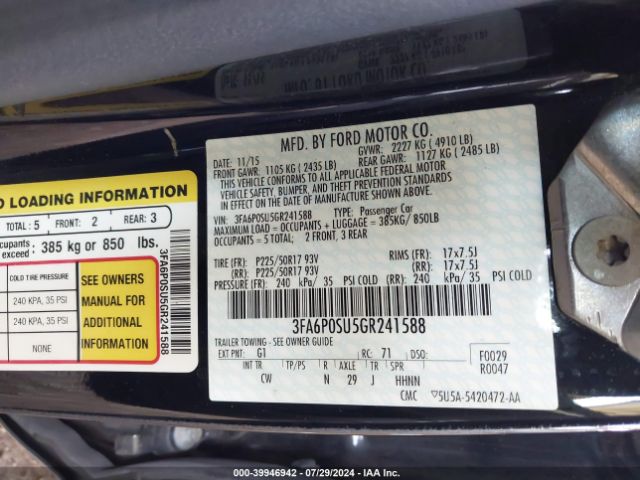 MFD. BY FORD MOTOR CO.
DATE: 11/15
GVWR: 2227 KG ( 4910 LB)
FRONT GAWR: 1105 KG ( 2435 LB)
REAR GAWR: 1127 KG ( 2485 LB)
THIS VEHICLE CONFORMS TO ALL APPLICABLE FEDERAL MOTOR
VEHICLE SAFETY, BUMPER, AND THEFT PREVENTION STANDARDS
IN EFFECT ON THE DATE OF MANUFACTURE SHOWN ABOVE.
VIN: 3FA6P0SU5GR241588 TYPE: Passenger Car
MAXIMUM LOAD = OCCUPANTS + LUGGAGE = 385KG/ 850LB
OCCUPANTS = 5 TOTAL; 2 FRONT, 3 REAR
TIRE (FR): P225/50R17 93V RIMS (FR): 17x7.5J
(RR): P225/50R17 93V (RR): 17x7.5J
PRESSURE (FR): 240 kPa/ 35 PSI COLD (RR): 240 kPa/ 35 PSI COLD
3FA6P0SU5GR241588
TRAILER TOWING - SEE OWNER GUIDE
EXT PNT: G1 RC: 71 DSO: F0029
R0047
INT TR TP/PS R AXLE TR SPR
CW N 29 J HHNN
CMC 5U5A-5420472-AA
LOADING INFORMATION
TOTAL: 5 FRONT: 2 REAR: 3
385 kg or 850 lbs.
COLD TIRE PRESSURE
240 KPA, 35 PSI
240 KPA, 35 PSI
NONE
SEE OWNERS
MANUAL FOR
ADDITIONAL
INFORMATION
3FA6P0SU5GR241588
000-39946942 - 07/29/2024 - IAA, Inc.